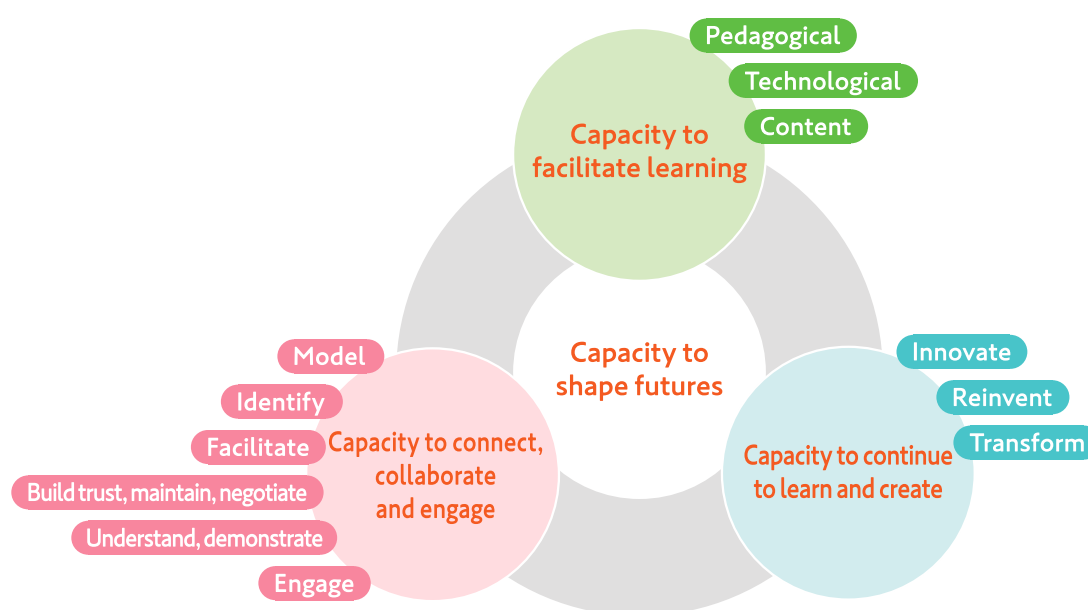 Pedagogical
Technological
Content
Capacity to
facilitate learning
Capacity to
shape futures
Model
Identify
Facilitate
Build trust, maintain, negotiate
Understand, demonstrate
Engage
Capacity to connect,
collaborate
and engage
Innovate
Reinvent
Transform
Capacity to continue
to learn and create